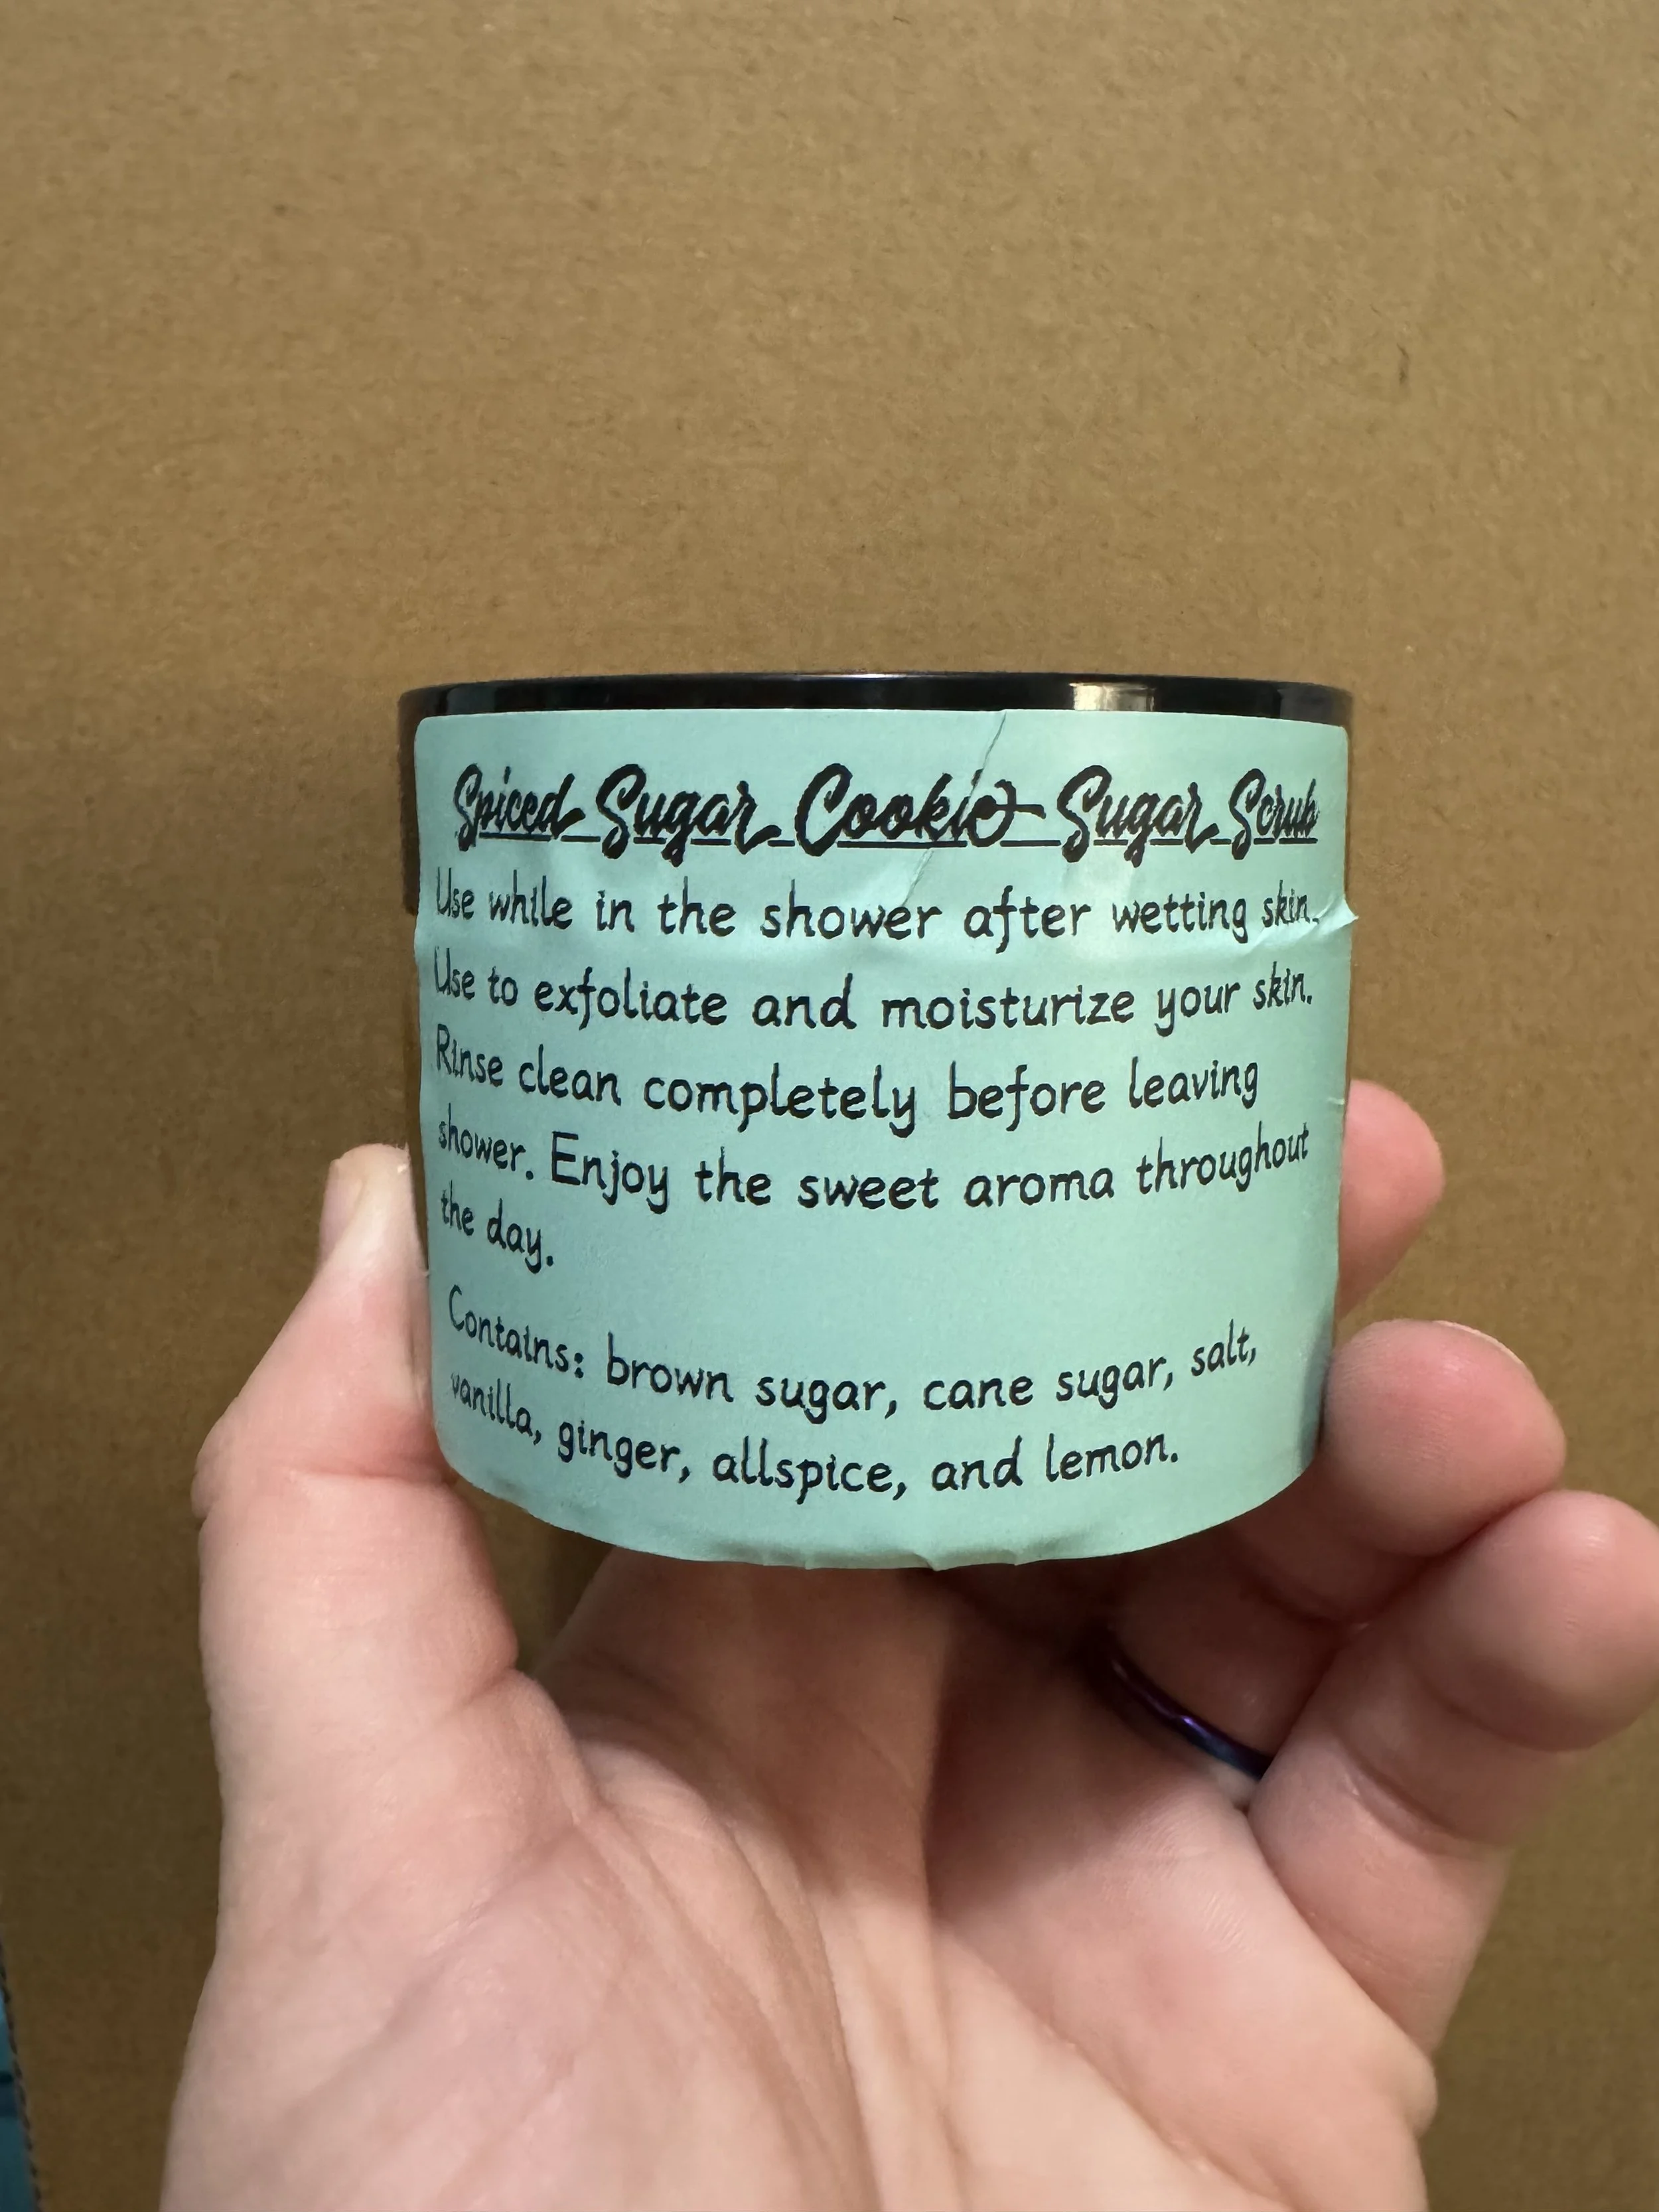 Spiced Sugar Cookie Sugar Scrub
Use while in the shower after wetting skin.
Use to exfoliate and moisturize your skin.
Rinse clean completely before leaving
shower. Enjoy the sweet aroma throughout
the day.
Contains: brown sugar, cane sugar, salt,
vanilla, ginger, allspice, and lemon.